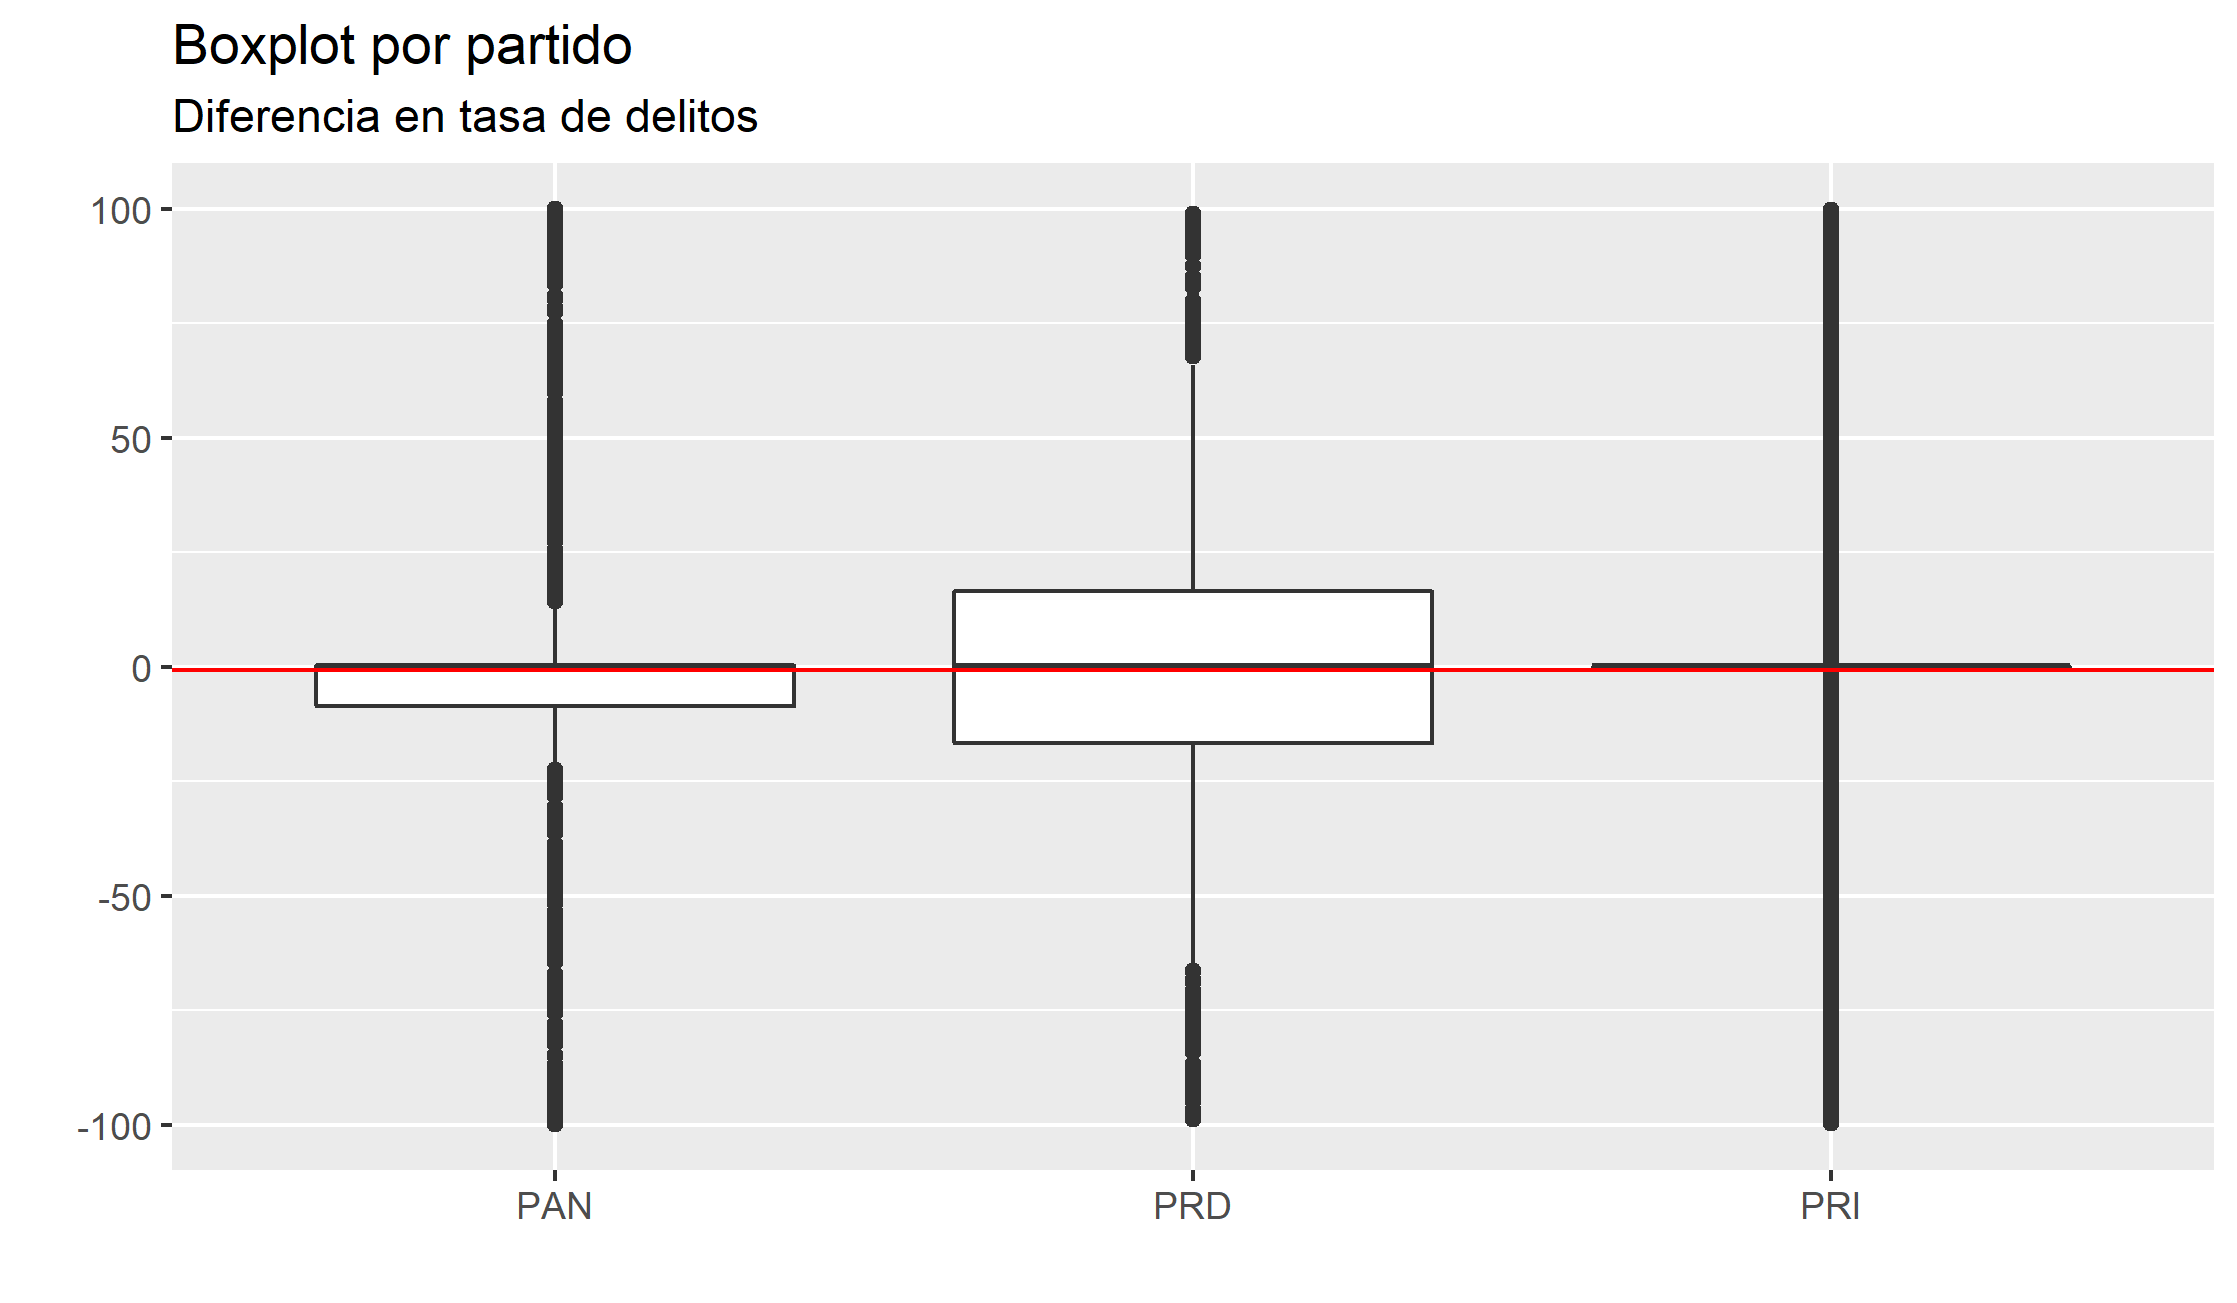 Boxplot por partido
Diferencia en tasa de delitos
100
50
0
-50
-100
PAN PRD PRI